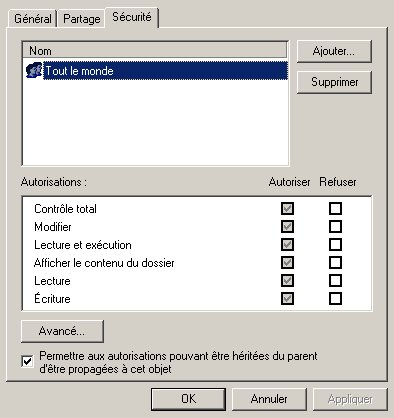 Général Partage Sécurité
Nom
Ajouter...
Tout le monde
Supprimer
Autorisations : Autoriser Refuser
Contrôle total
Modifier
Lecture et exécution
Afficher le contenu du dossier
Lecture
Écriture
Avancé...
Permettre aux autorisations pouvant être héritées du parent
d'être propagées à cet objet
OK Annuler Appliquer